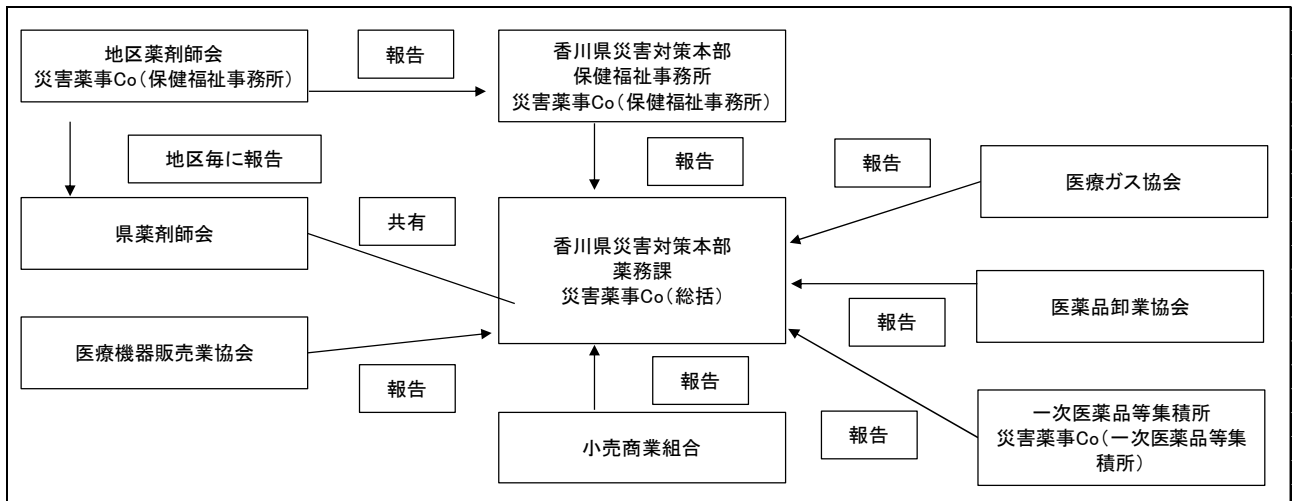 地区薬剤師会
災害薬事Co（保健福祉事務所）
報告
香川県災害対策本部
保健福祉事務所
災害薬事Co（保健福祉事務所）
地区毎に報告
報告
報告
医療ガス協会
県薬剤師会
共有
香川県災害対策本部
薬務課
災害薬事Co（総括）
医薬品卸業協会
報告
医療機器販売業協会
報告
報告
小売商業組合
報告
一次医薬品等集積所
災害薬事Co（一次医薬品等集
積所）